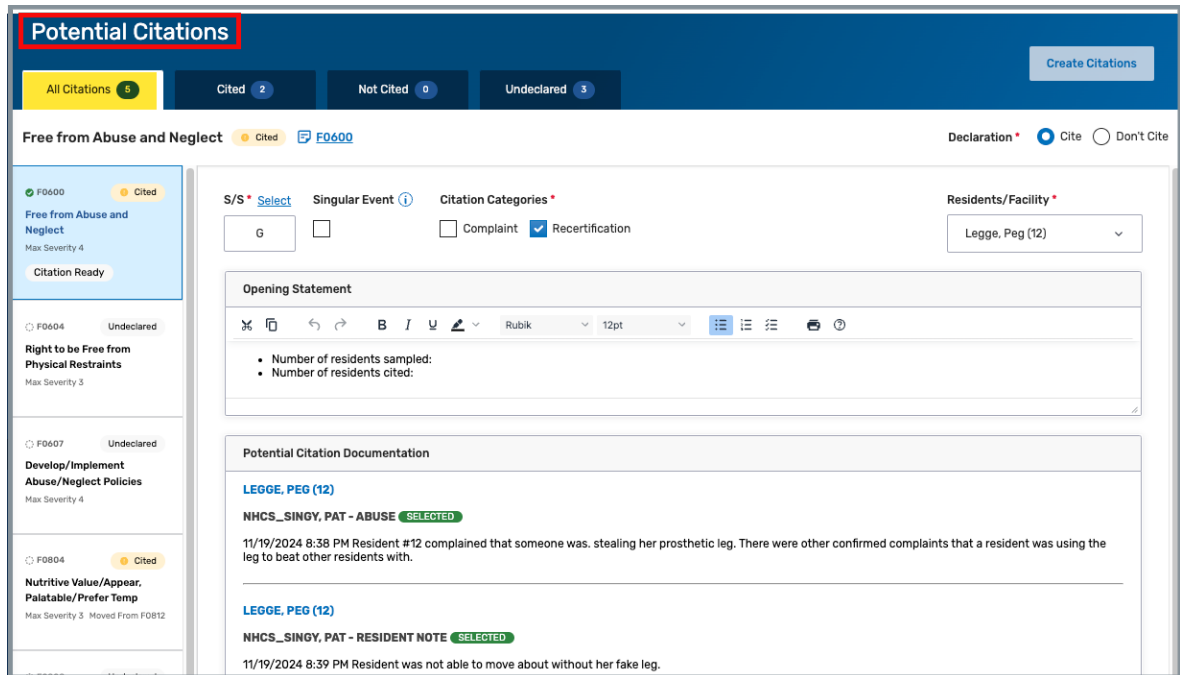 Potential Citations
Create Citations
All Citations 5
Cited 2
Not Cited 0
Undeclared 3
Free from Abuse and Neglect Cited F0600
Declaration * Cite Don't Cite
F0600 Cited
Free from Abuse and
Neglect
Max Severity 4
Citation Ready
F0604 Undeclared
Right to be Free from
Physical Restraints
Max Severity 3
F0607 Undeclared
Develop/Implement
Abuse/Neglect Policies
Max Severity 4
F0804 Cited
Nutritive Value/Appear,
Palatable/Prefer Temp
Max Severity 3 Moved From F0812
S/S * Select Singular Event Citation Categories * Residents/Facility *
G Complaint Recertification Legge, Peg (12)
Opening Statement
B I U Rubik 12pt
• Number of residents sampled:
• Number of residents cited:
Potential Citation Documentation
LEGGE, PEG (12)
NHCS_SINGY, PAT - ABUSE SELECTED
11/19/2024 8:38 PM Resident #12 complained that someone was. stealing her prosthetic leg. There were other confirmed complaints that a resident was using the
leg to beat other residents with.
LEGGE, PEG (12)
NHCS_SINGY, PAT - RESIDENT NOTE SELECTED
11/19/2024 8:39 PM Resident was not able to move about without her fake leg.